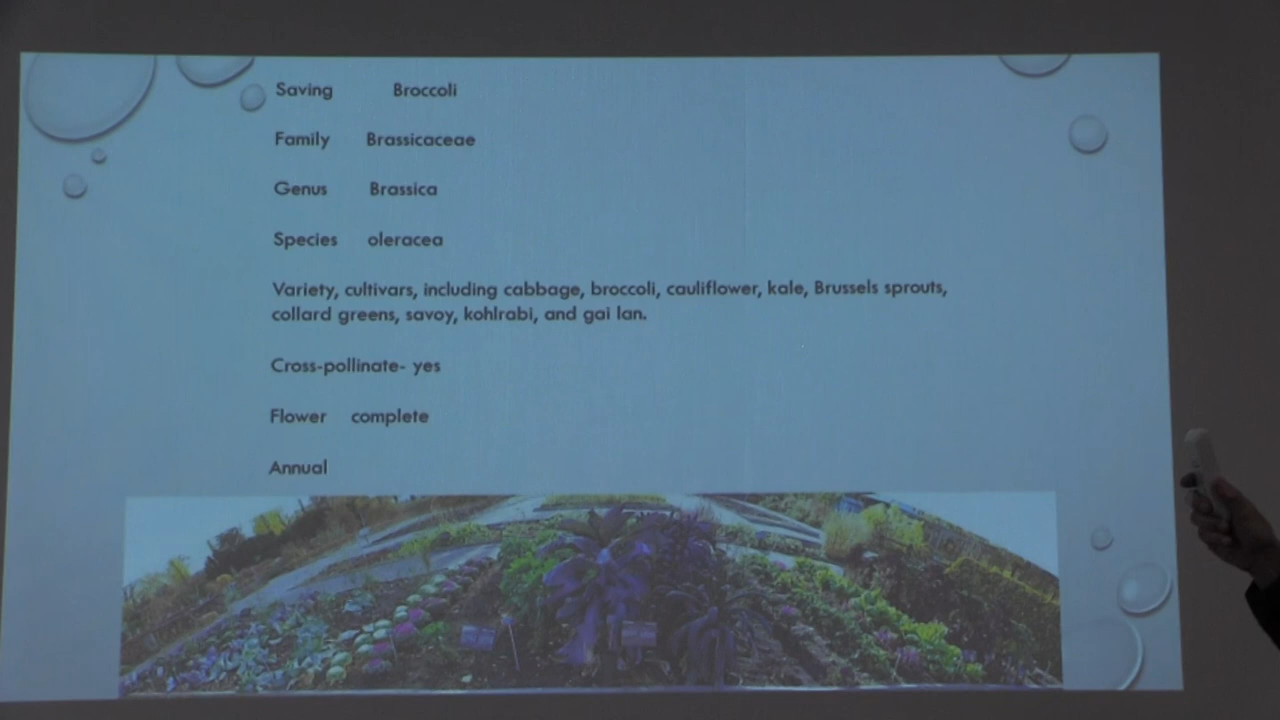 Saving Broccoli
Family Brassicaceae
Genus Brassica
Species oleracea
Variety, cultivars, including cabbage, broccoli, cauliflower, kale, Brussels sprouts,
collard greens, savoy, kohlrabi, and gai lan.
Cross-pollinate- yes
Flower complete
Annual